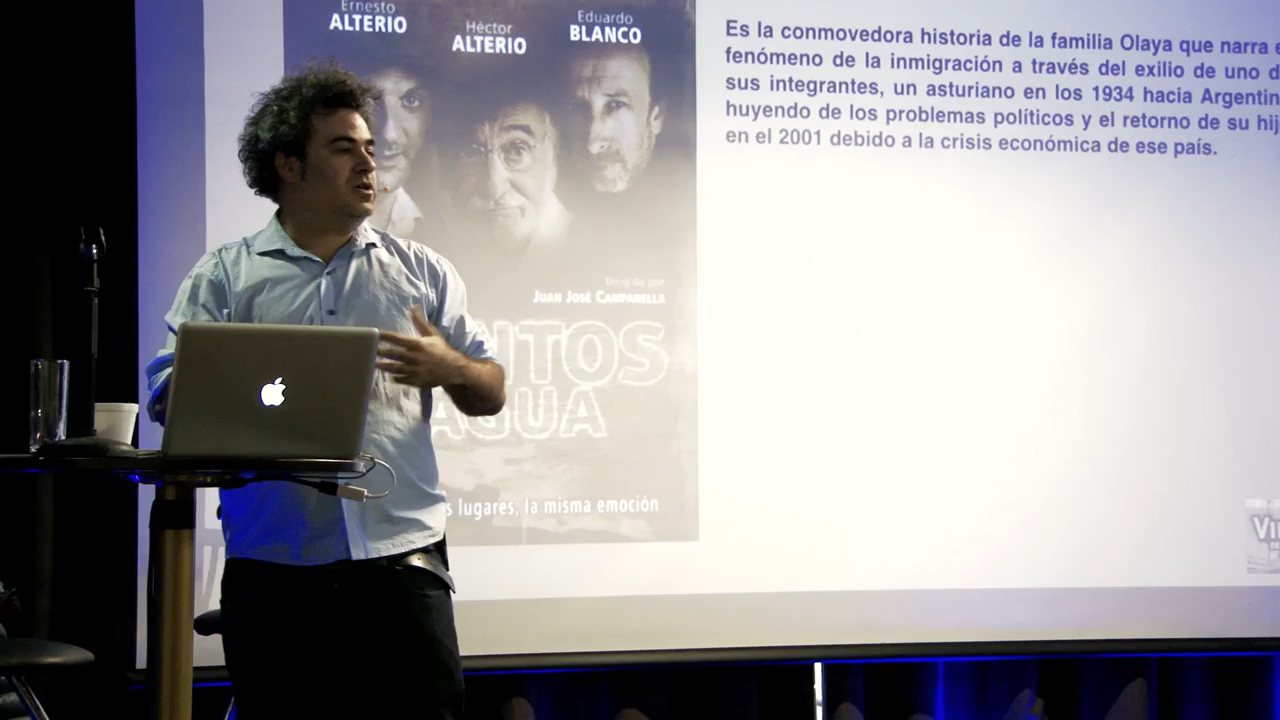 Ernesto
ALTERIO
Héctor
ALTERIO
Eduardo
BLANCO
Es la conmovedora historia de la familia Olaya que narra e
fenómeno de la inmigración a través del exilio de uno d
sus integrantes, un asturiano en los 1934 hacia Argentin
huyendo de los problemas políticos y el retorno de su hij
en el 2001 debido a la crisis económica de ese país.
Dirigida por
JUAN JOSÉ CAMPANELLA
NTOS
AGUA
s lugares, la misma emoción
VI